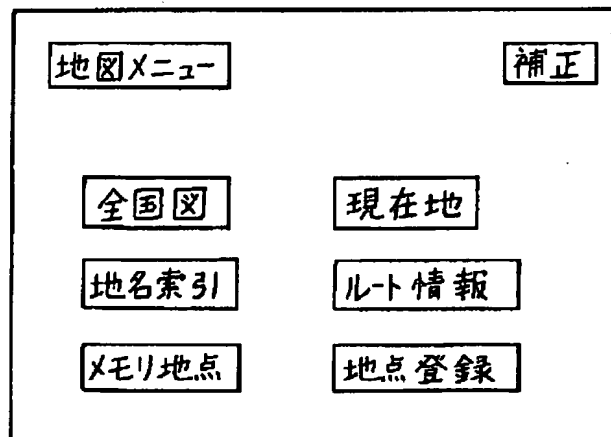 地図メニュー 補正
全国図 現在地
地名索引 ルート情報
メモリ地点 地点登録